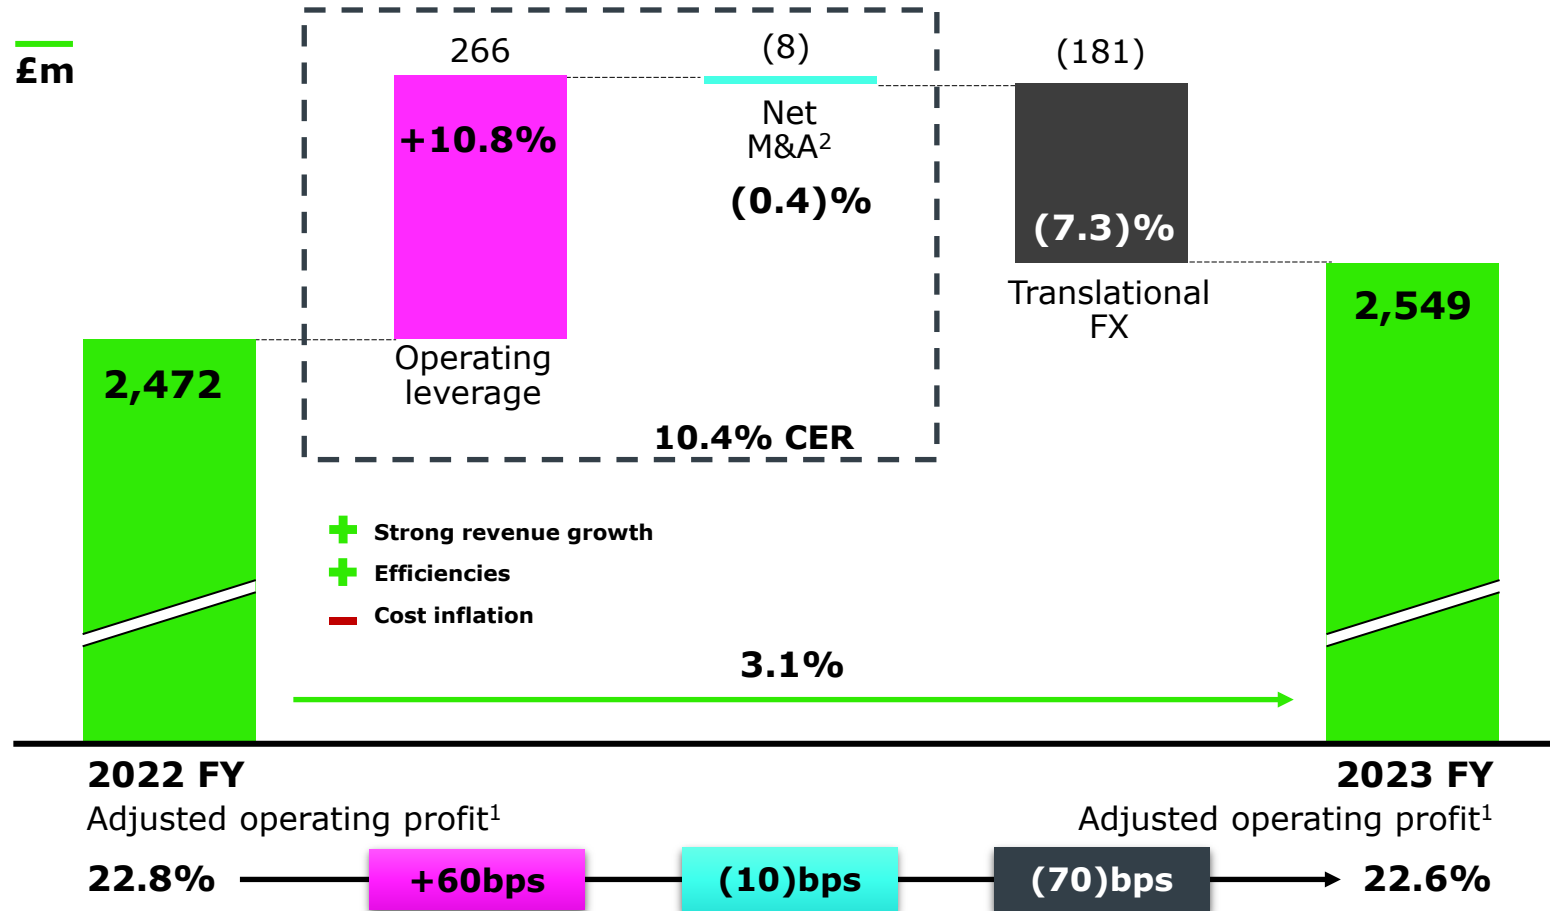 £m
266
(8)
(181)
+10.8%
Net
M&A2
(0.4)%
(7.3)%
Translational
FX
2,472
2,549
Operating
leverage
10.4% CER
Strong revenue growth
Efficiencies
Cost inflation
3.1%
2022 FY
2023 FY
Adjusted operating profit1
Adjusted operating profit1
22.8%
+60bps
(10)bps
(70)bps
22.6%